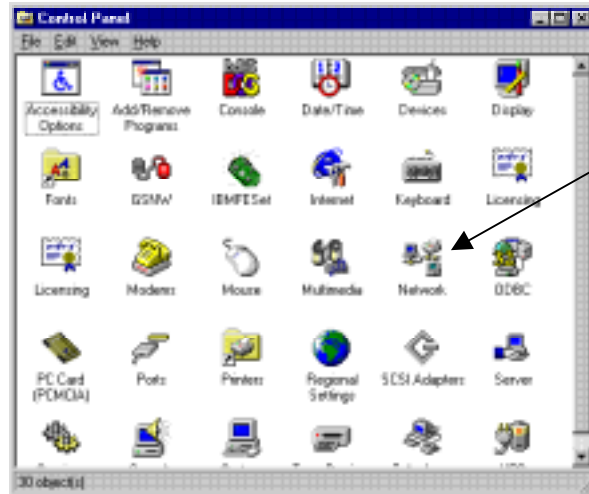 Control Panel
File Edit View Help
Accessibility Options
Add/Remove Programs
Console
Date/Time
Devices
Display
Fonts
GSNW
IBMFESet
Internet
Keyboard
Licensing
Licensing
Modems
Mouse
Multimedia
Network
ODBC
PC Card (PCMCIA)
Ports
Printers
Regional Settings
SCSI Adapters
Server
30 object(s)